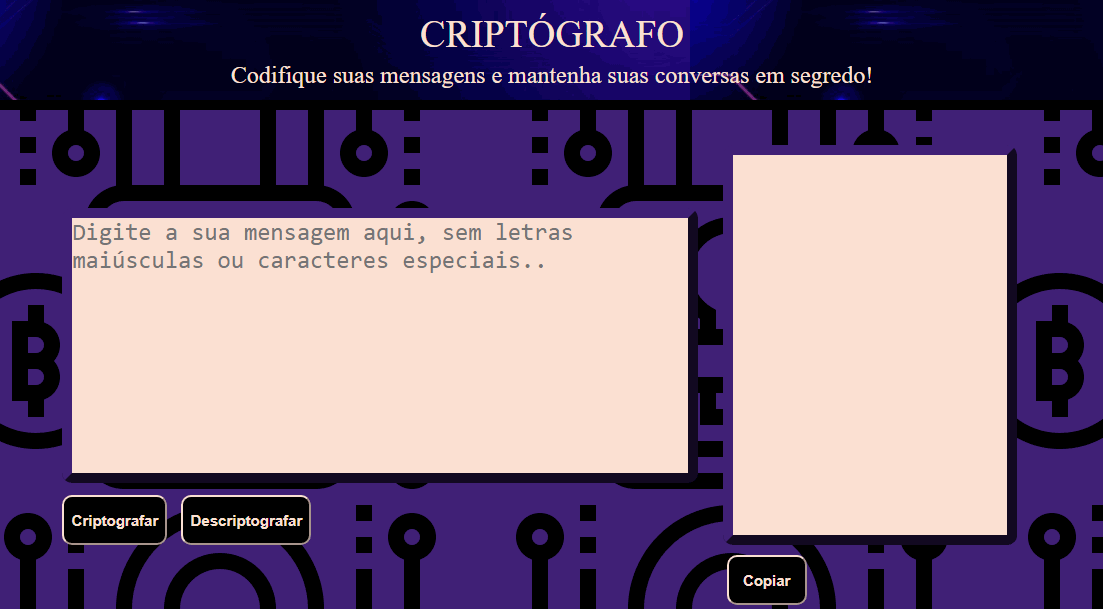 CRIPTÓGRAFO
Codifique suas mensagens e mantenha suas conversas em segredo!
Digite a sua mensagem aqui, sem letras
maiúsculas ou caracteres especiais..
Criptografar
Descriptografar
Copiar